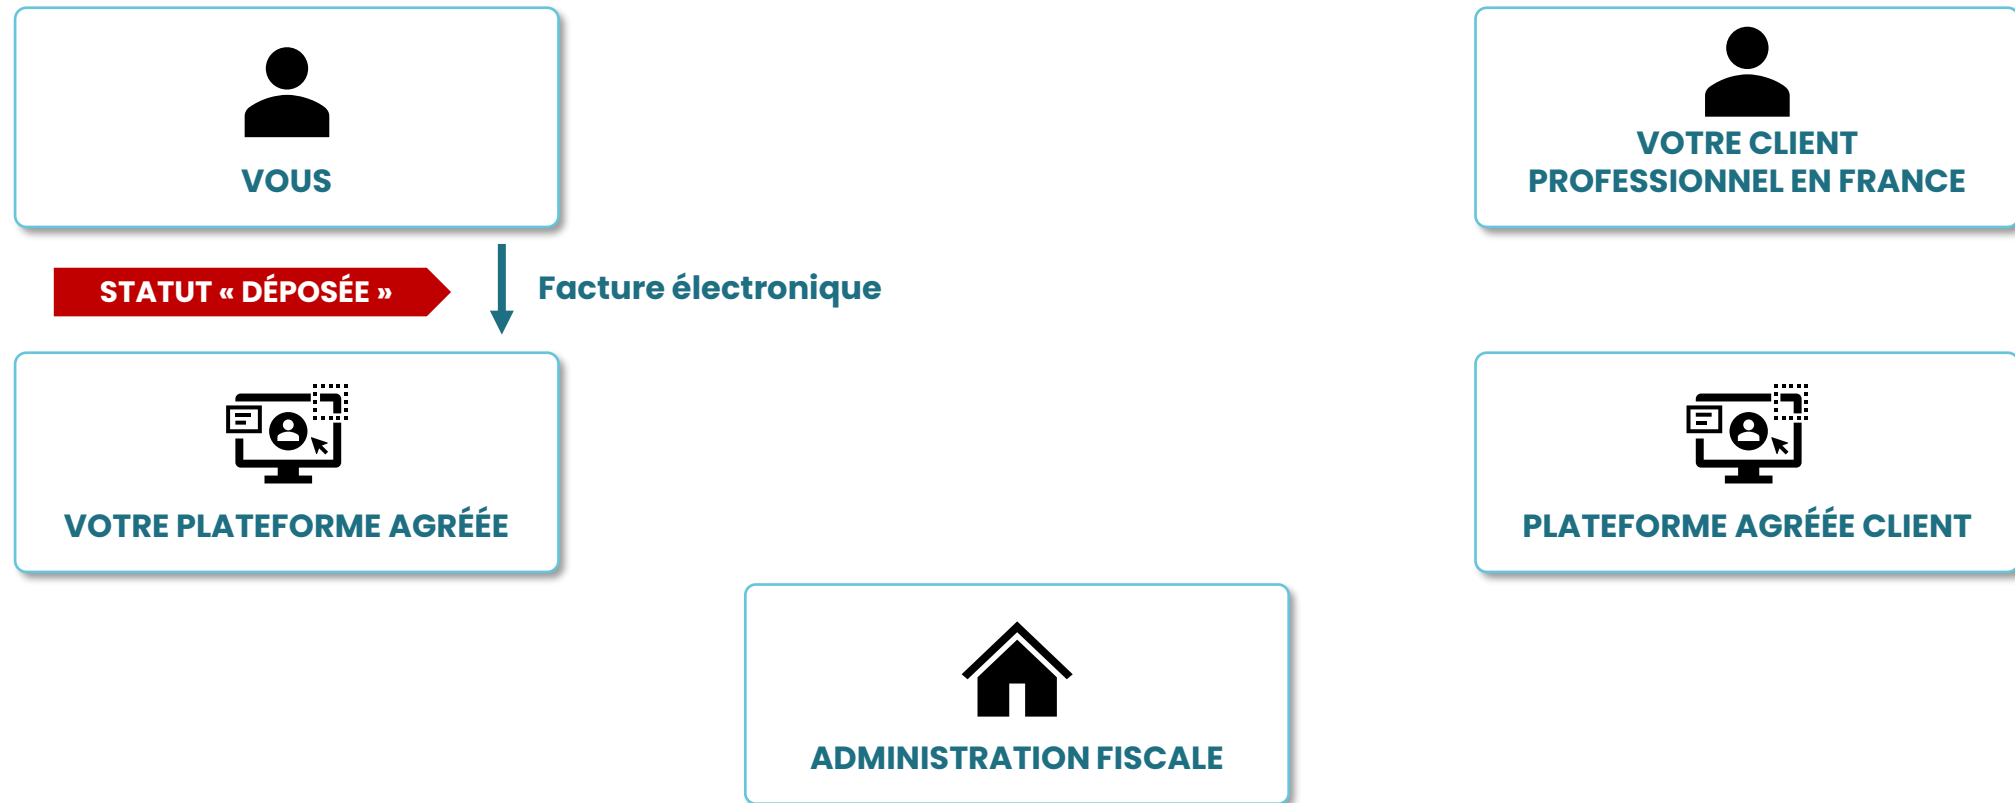 VOUS
VOTRE CLIENT
PROFESSIONNEL EN FRANCE
STATUT « DÉPOSÉE »
Facture électronique
VOTRE PLATEFORME AGRÉÉE
PLATEFORME AGRÉÉE CLIENT
ADMINISTRATION FISCALE